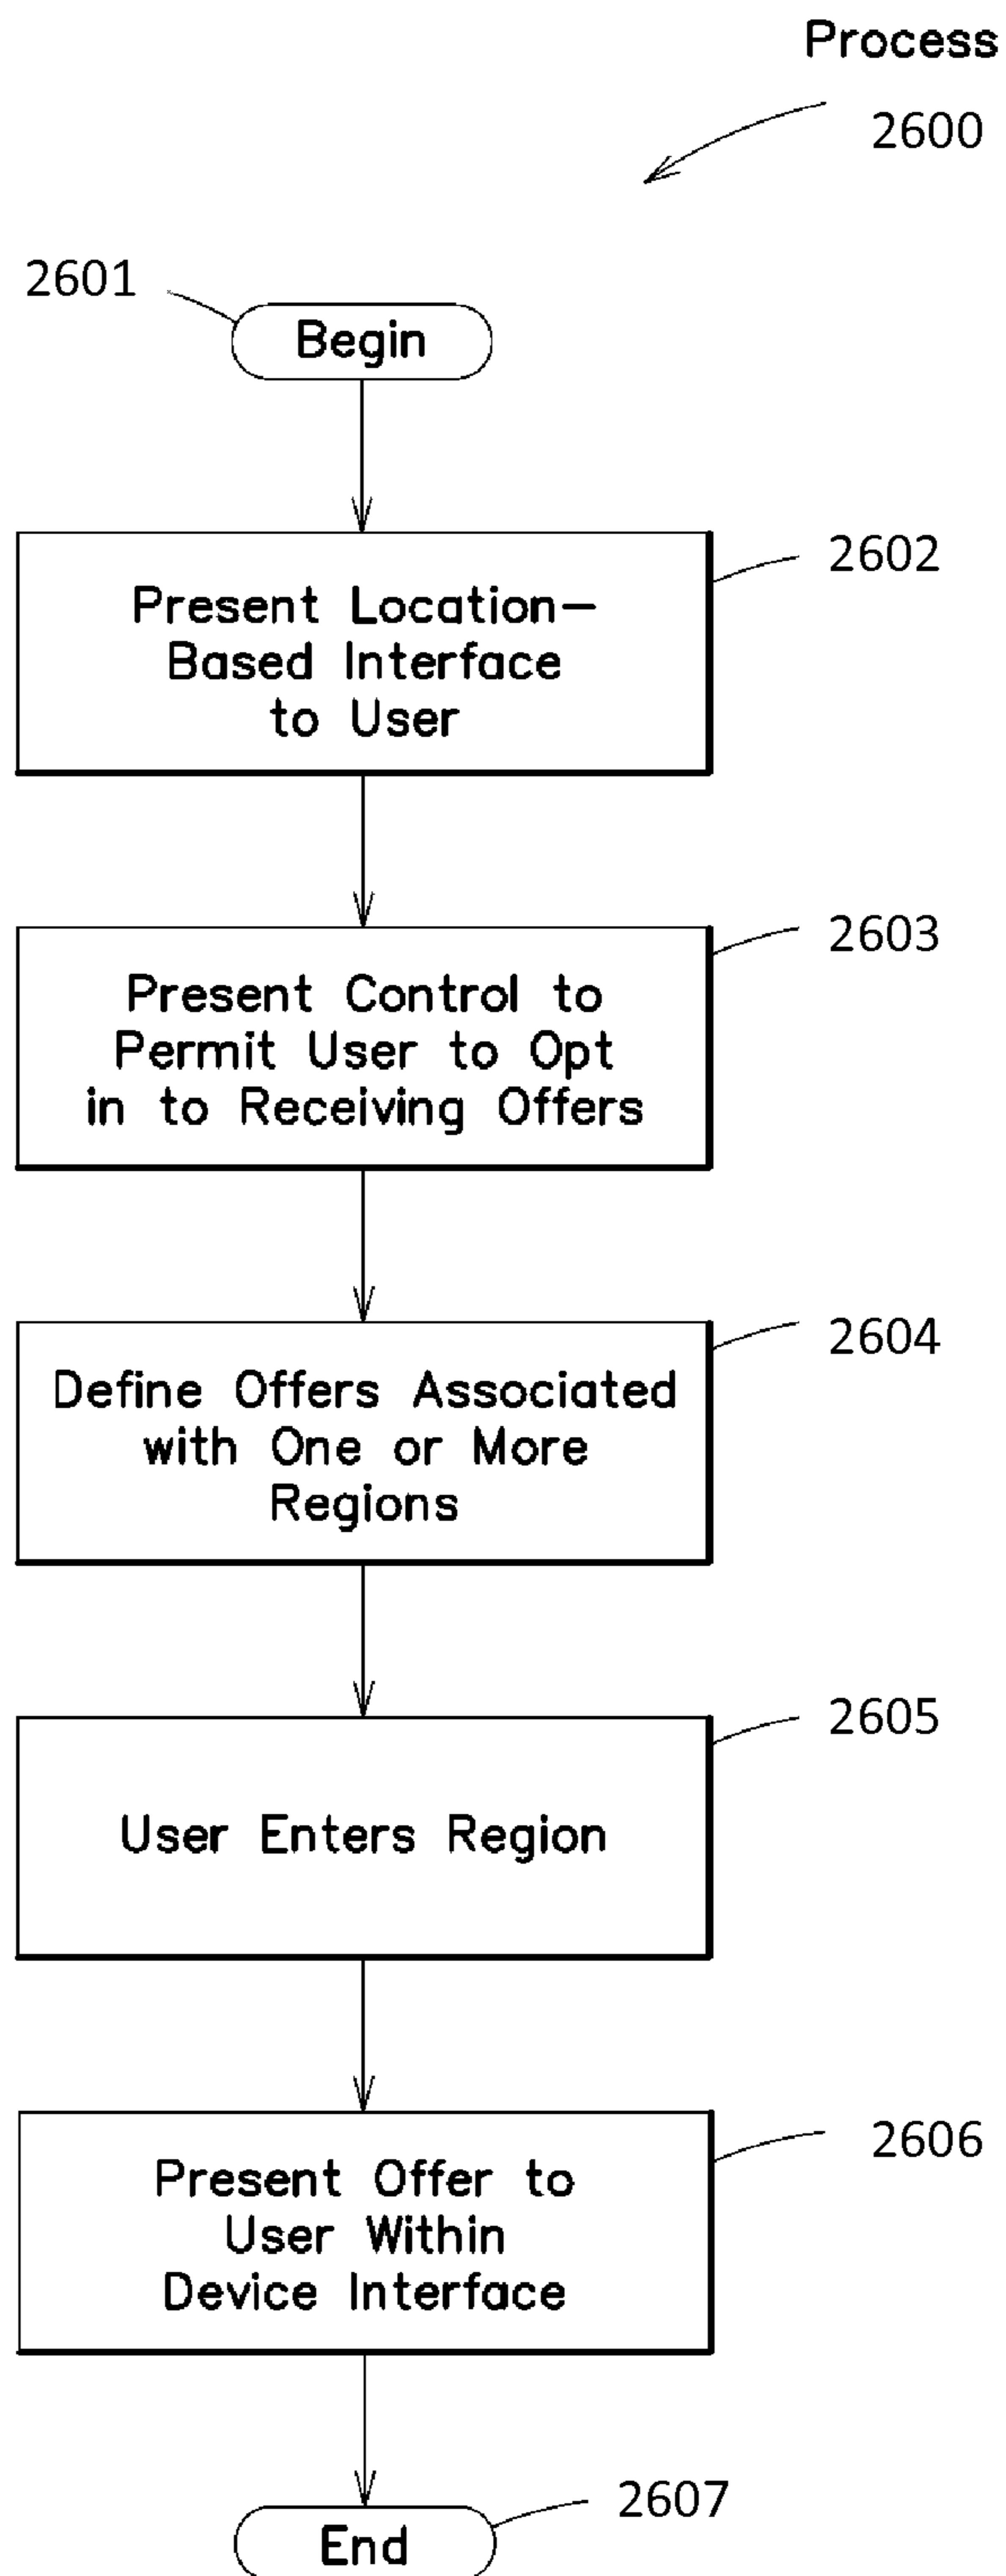 Process
2600
2601
Begin
2602
Present Location-
Based Interface
to User
2603
Present Control to
Permit User to Opt
in to Receiving Offers
2604
Define Offers Associated
with One or More
Regions
2605
User Enters Region
2606
Present Offer to
User Within
Device Interface
2607
End